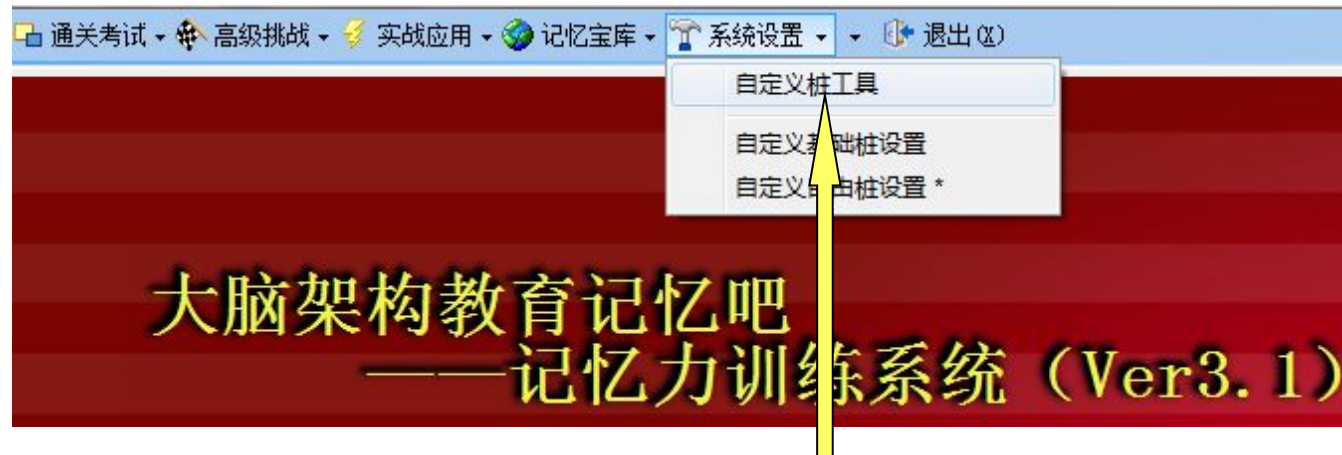 通关考试 高级挑战 实战应用 记忆宝库 系统设置 退出(X)
自定义桩工具
自定义基础桩设置
自定义自由桩设置 *
大脑架构教育记忆吧
——记忆力训练系统（Ver3.1）